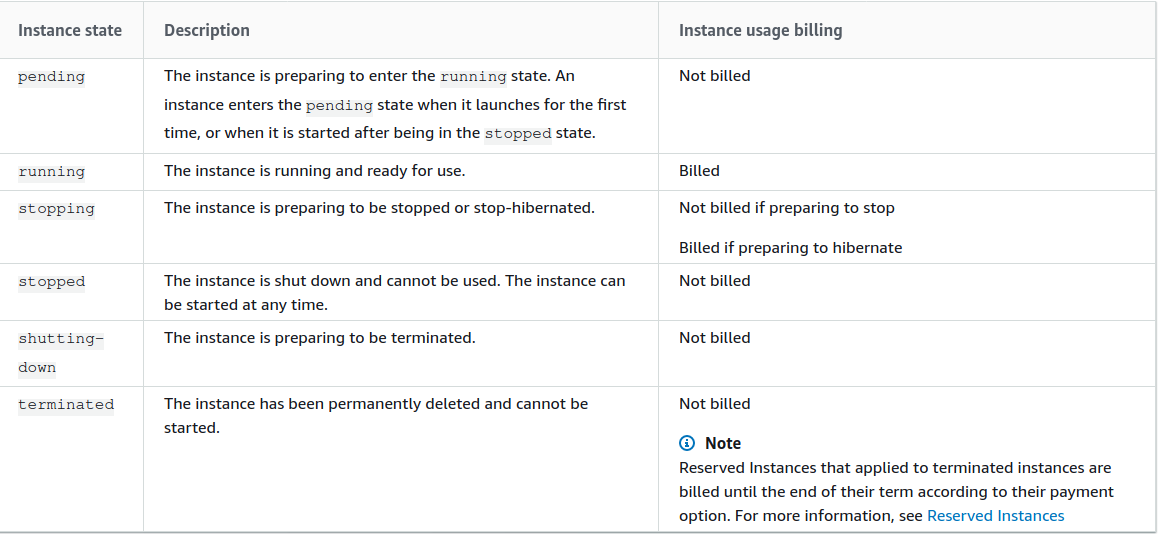 Instance state Description Instance usage billing
pending The instance is preparing to enter the running state. An Not billed
instance enters the pending state when it launches for the first
time, or when it is started after being in the stopped state.
running The instance is running and ready for use. Billed
stopping The instance is preparing to be stopped or stop-hibernated. Not billed if preparing to stop
Billed if preparing to hibernate
stopped The instance is shut down and cannot be used. The instance can Not billed
be started at any time.
shutting- The instance is preparing to be terminated. Not billed
down
terminated The instance has been permanently deleted and cannot be Not billed
started.
Note
Reserved Instances that applied to terminated instances are
billed until the end of their term according to their payment
option. For more information, see Reserved Instances